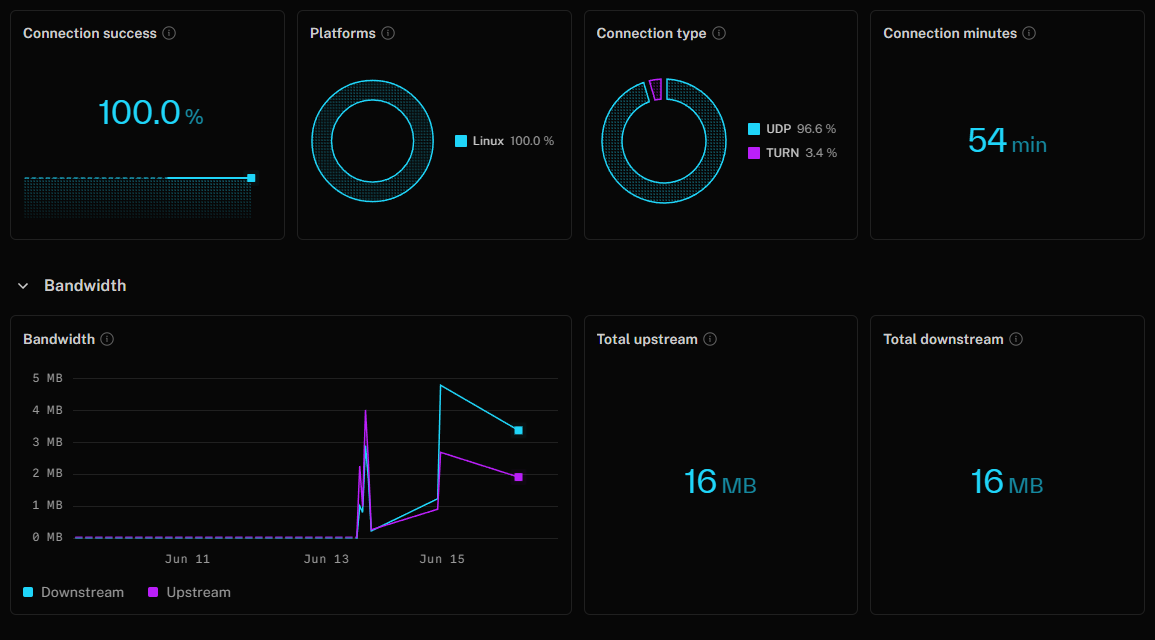 Connection success
100.0 %
Platforms
Linux 100.0 %
Connection type
UDP 96.6 %
TURN 3.4 %
Connection minutes
54 min
Bandwidth
Bandwidth
5 MB
4 MB
3 MB
2 MB
1 MB
0 MB
Jun 11 Jun 13 Jun 15
Downstream Upstream
Total upstream
16 MB
Total downstream
16 MB